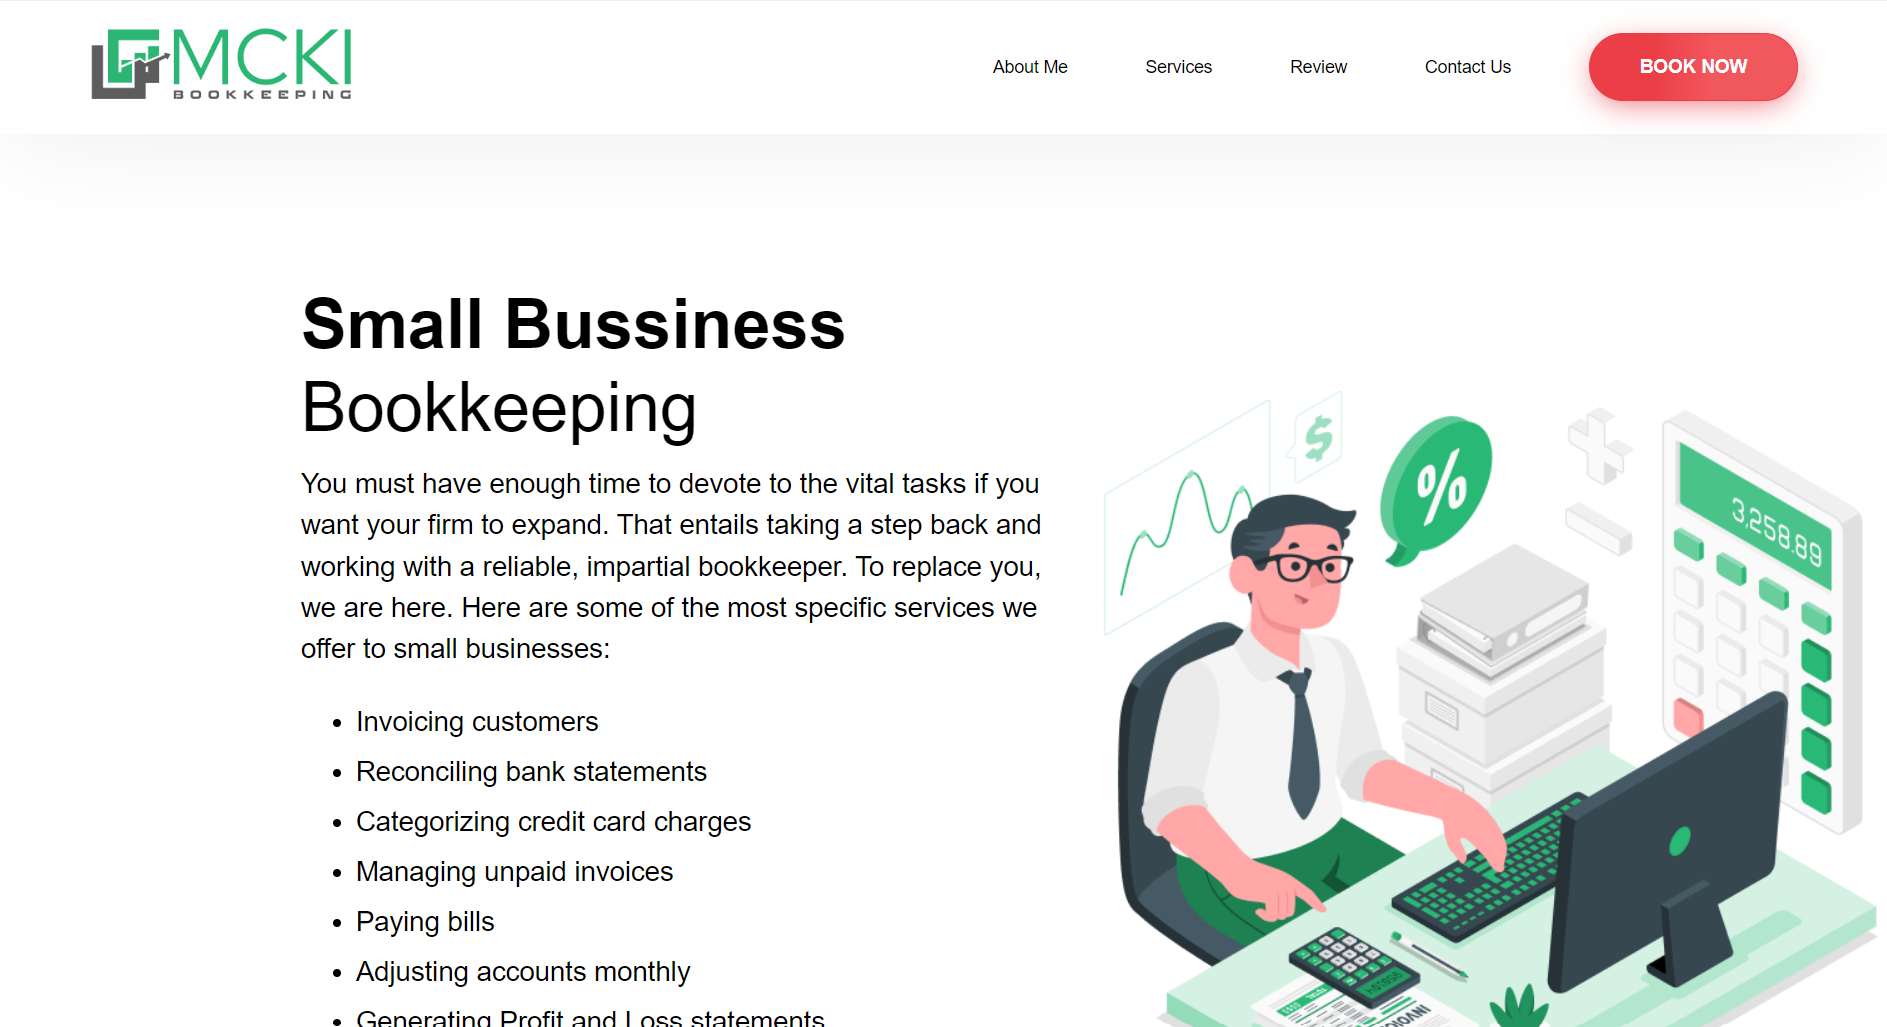 MCKI
BOOKKEEPING
About Me
Services
Review
Contact Us
BOOK NOW
Small Bussiness
Bookkeeping
You must have enough time to devote to the vital tasks if you
want your firm to expand. That entails taking a step back and
working with a reliable, impartial bookkeeper. To replace you,
we are here. Here are some of the most specific services we
offer to small businesses:
• Invoicing customers
• Reconciling bank statements
• Categorizing credit card charges
• Managing unpaid invoices
• Paying bills
• Adjusting accounts monthly
• Generating Profit and Loss statements
$
%
3,258.89
INVOICE